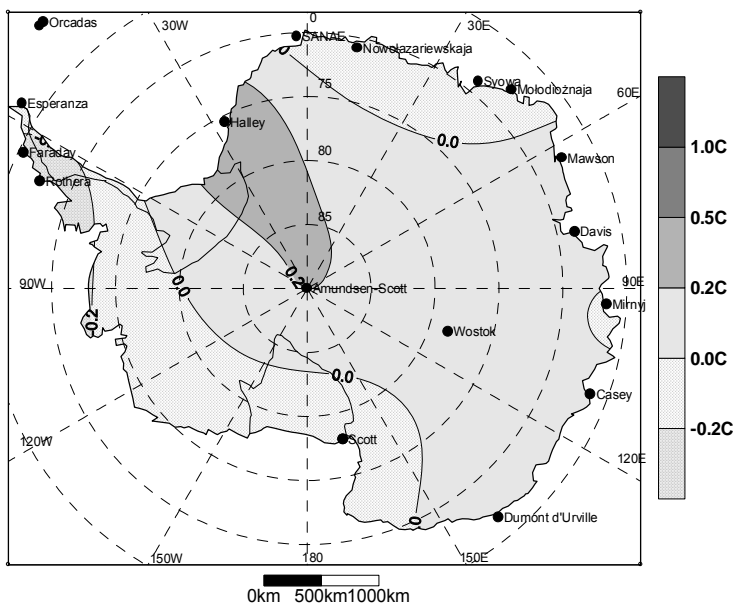 Orcadas
30W
0
30E
SANAE
Nowołazariewskaja
75
Syowa
Mołodiożnaja
60E
Esperanza
Halley
0.0
1.0C
Faraday
80
Mawson
Rothera
0.5C
85
Davis
90W
0.0
0.2
Amundsen-Scott
90E
0.2C
Mirnyj
-0.2
Wostok
0.0C
0.0
Casey
-0.2C
120W
Scott
120E
0
Dumont d'Urville
150W
180
150E
0km 500km1000km